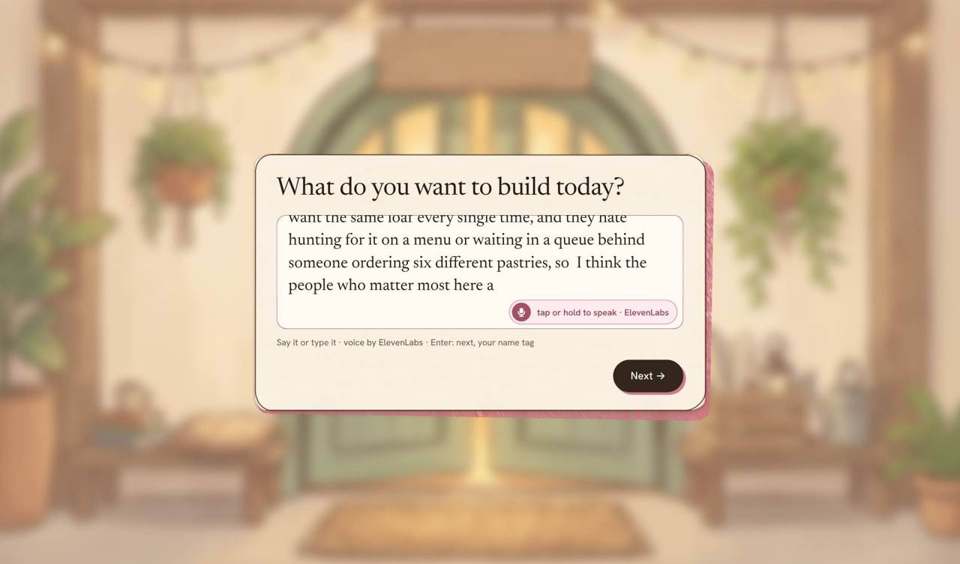 What do you want to build today?
want the same loaf every single time, and they hate
hunting for it on a menu or waiting in a queue behind
someone ordering six different pastries, so  I think the
people who matter most here a
tap or hold to speak · ElevenLabs
Say it or type it · voice by ElevenLabs · Enter: next, your name tag
Next →